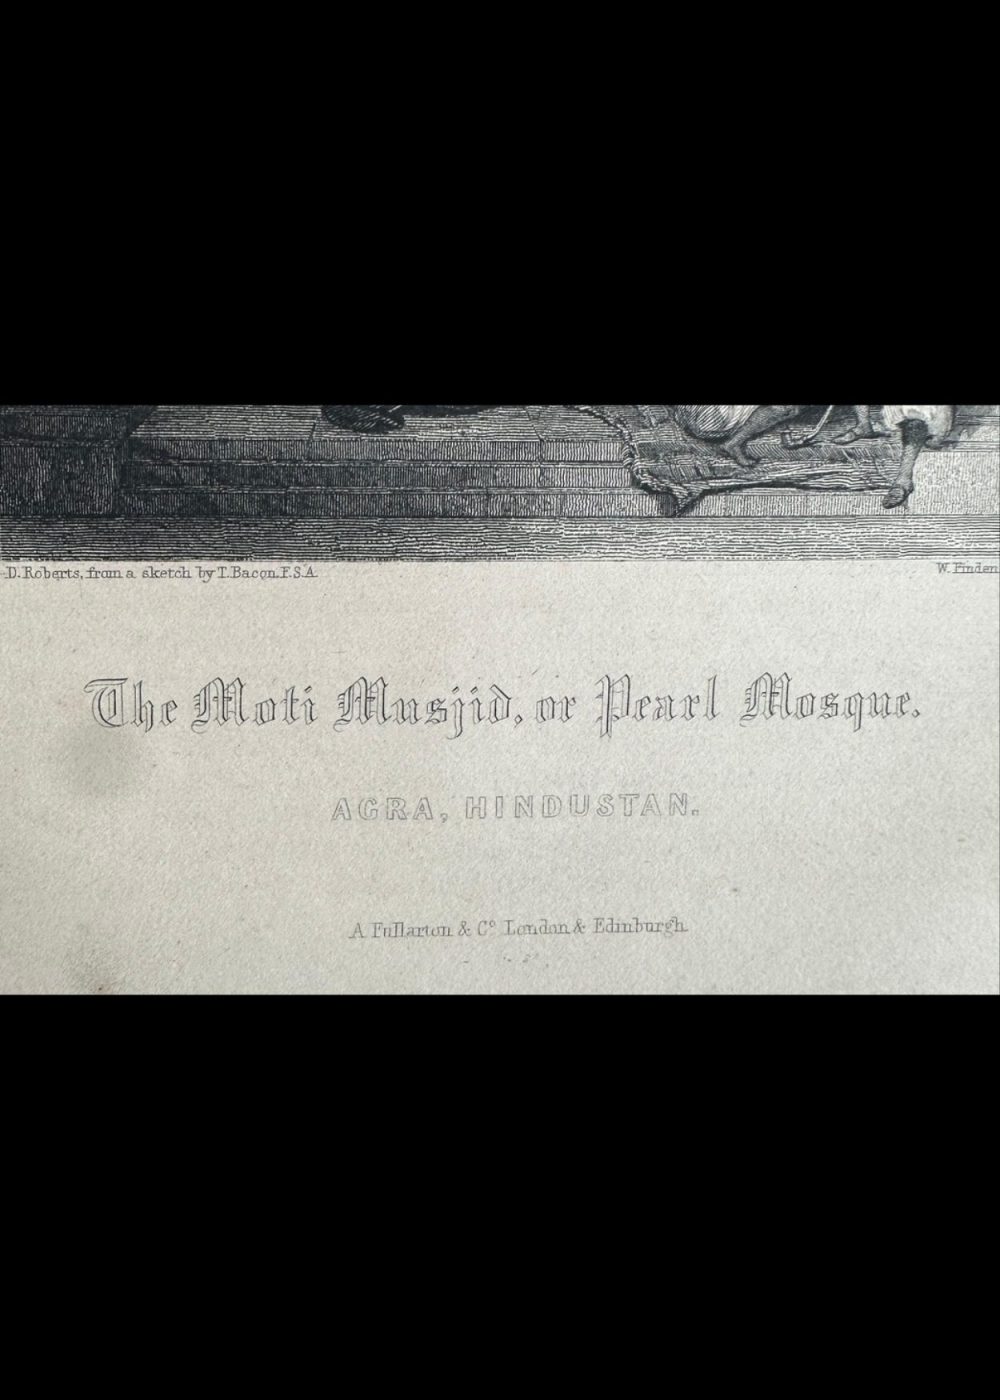 D. Roberts, from a sketch by T. Bacon. F.S.A.
W. Finden
The Moti Musjid, or Pearl Mosque.
AGRA, HINDUSTAN.
A Fullarton & Cº London & Edinburgh